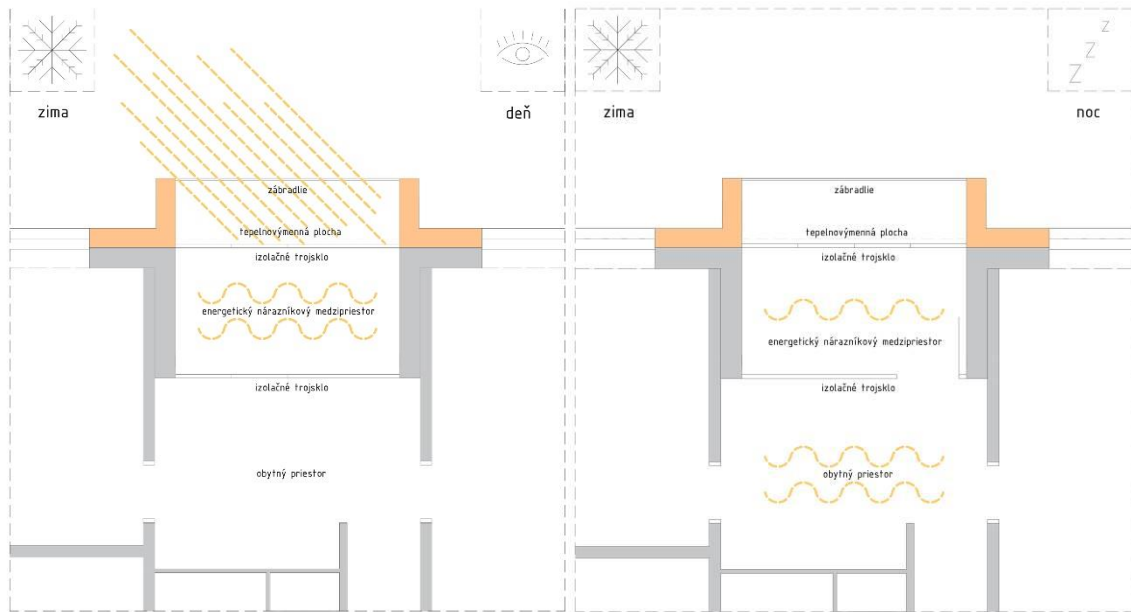 zima
deň
zábradlie
tepelnovýmenná plocha
izolačné trojsklo
energetický nárazníkový medzipriestor
izolačné trojsklo
obytný priestor
z
Z
Z
zima
noc
zábradlie
tepelnovýmenná plocha
izolačné trojsklo
energetický nárazníkový medzipriestor
izolačné trojsklo
obytný priestor